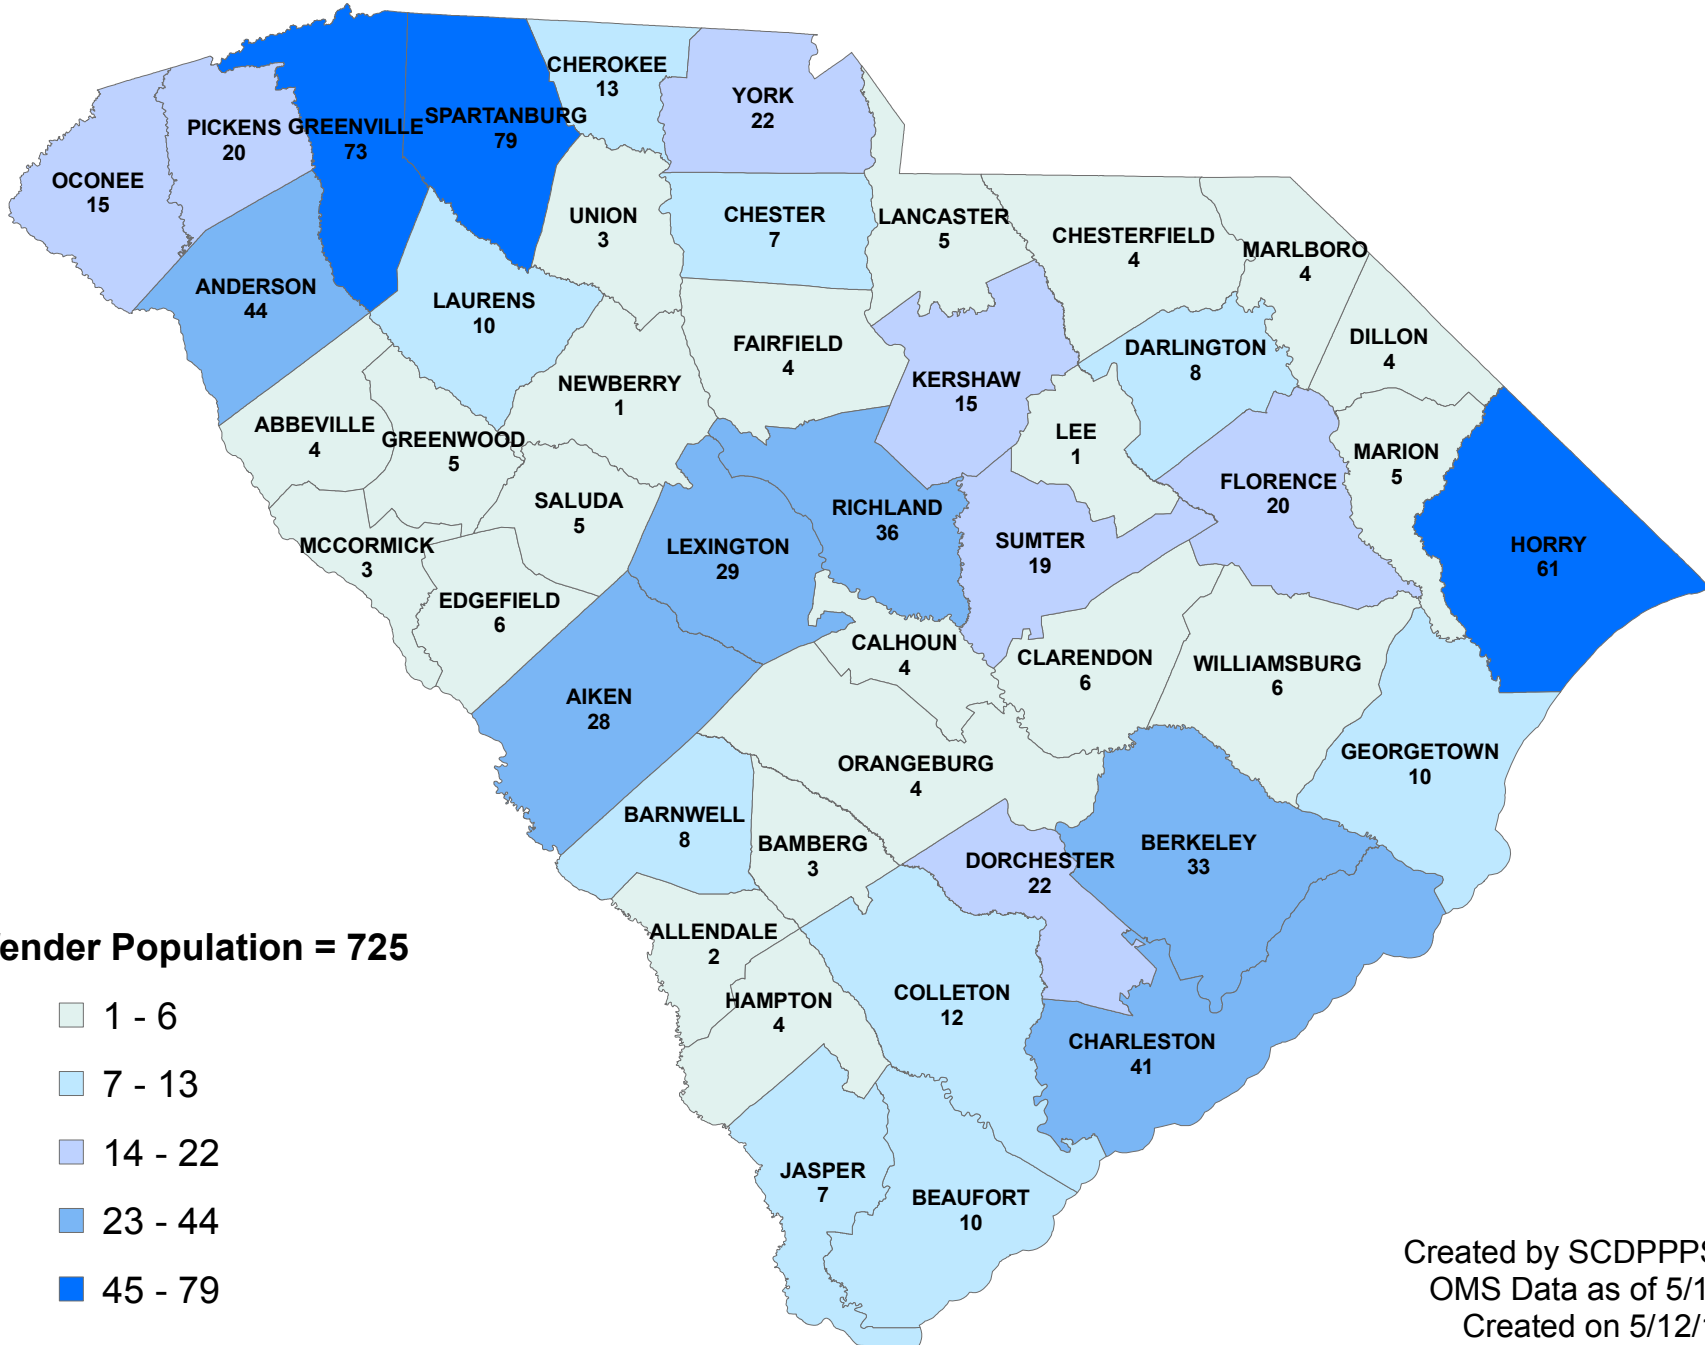 CHEROKEE
13
YORK
22
SPARTANBURG
79
PICKENS
20
GREENVILLE
73
OCONEE
15
UNION
3
CHESTER
7
LANCASTER
5
CHESTERFIELD
4
MARLBORO
4
ANDERSON
44
LAURENS
10
FAIRFIELD
4
DARLINGTON
8
DILLON
4
NEWBERRY
1
KERSHAW
15
ABBEVILLE
4
GREENWOOD
5
LEE
1
MARION
5
FLORENCE
20
SALUDA
5
RICHLAND
36
MCCORMICK
3
LEXINGTON
29
SUMTER
19
HORRY
61
EDGEFIELD
6
CALHOUN
4
CLARENDON
6
WILLIAMSBURG
6
AIKEN
28
ORANGEBURG
4
GEORGETOWN
10
BARNWELL
8
BAMBERG
3
DORCHESTER
22
BERKELEY
33
ALLENDALE
2
HAMPTON
4
COLLETON
12
CHARLESTON
41
JASPER
7
BEAUFORT
10
ender Population = 725
1 - 6
7 - 13
14 - 22
23 - 44
45 - 79
Created by SCDPPPS
OMS Data as of 5/1
Created on 5/12/